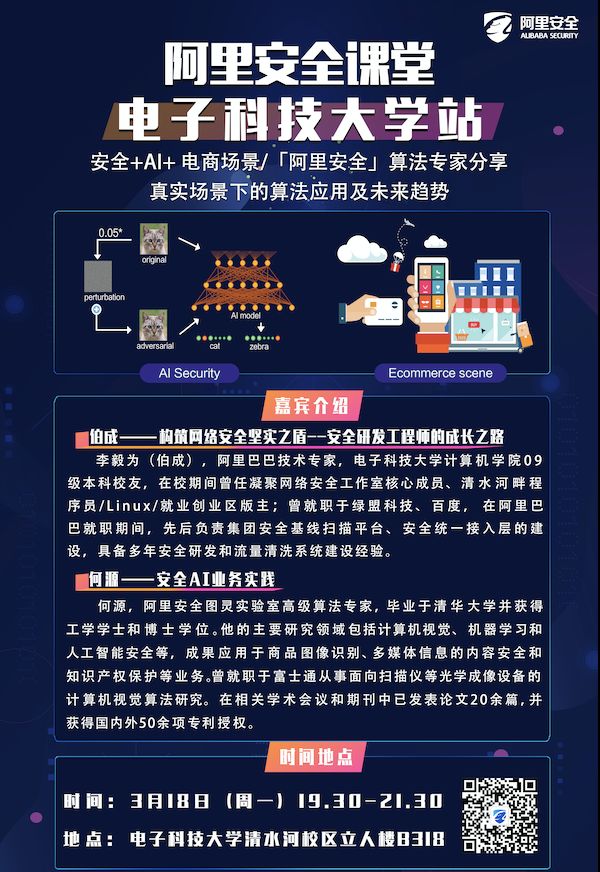 阿里安全
ALIBABA SECURITY
阿里安全课堂
电子科技大学站
安全+AI+ 电商场景/「阿里安全」算法专家分享
真实场景下的算法应用及未来趋势
0.05*
original
perturbation
adversarial
AI model
cat
zebra
AI Security
Ecommerce scene
嘉宾介绍
伯成——构筑网络安全坚实之盾--安全研发工程师的成长之路
李毅为（伯成），阿里巴巴技术专家，电子科技大学计算机学院09
级本科校友，在校期间曾任凝聚网络安全工作室核心成员、清水河畔程
序员/Linux/就业创业区版主；曾就职于绿盟科技、百度，在阿里巴
巴就职期间，先后负责集团安全基线扫描平台、安全统一接入层的建
设，具备多年安全研发和流量清洗系统建设经验。
何源——安全AI业务实践
何源，阿里安全图灵实验室高级算法专家，毕业于清华大学并获得
工学学士和博士学位。他的主要研究领域包括计算机视觉、机器学习和
人工智能安全等，成果应用于商品图像识别、多媒体信息的内容安全和
知识产权保护等业务。曾就职于富士通从事面向扫描仪等光学成像设备的
计算机视觉算法研究。在相关学术会议和期刊中已发表论文20余篇，并
获得国内外50余项专利授权。
时间地点
时间：3月18日（周一）19.30-21.30
地点：电子科技大学清水河校区立人楼B318